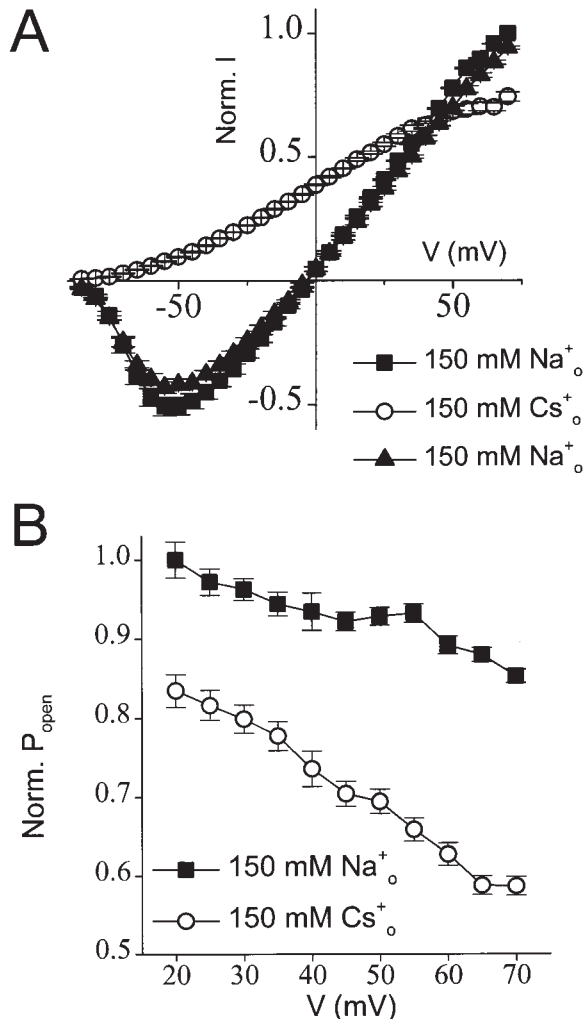 A
Norm. I
1.0
0.5
V (mV)
-50
50
-0.5
150 mM Na⁺ₒ
150 mM Cs⁺ₒ
150 mM Na⁺ₒ
B
Norm. Pₒₚₑₙ
1.0
0.9
0.8
0.7
0.6
0.5
150 mM Na⁺ₒ
150 mM Cs⁺ₒ
20 30 40 50 60 70
V (mV)